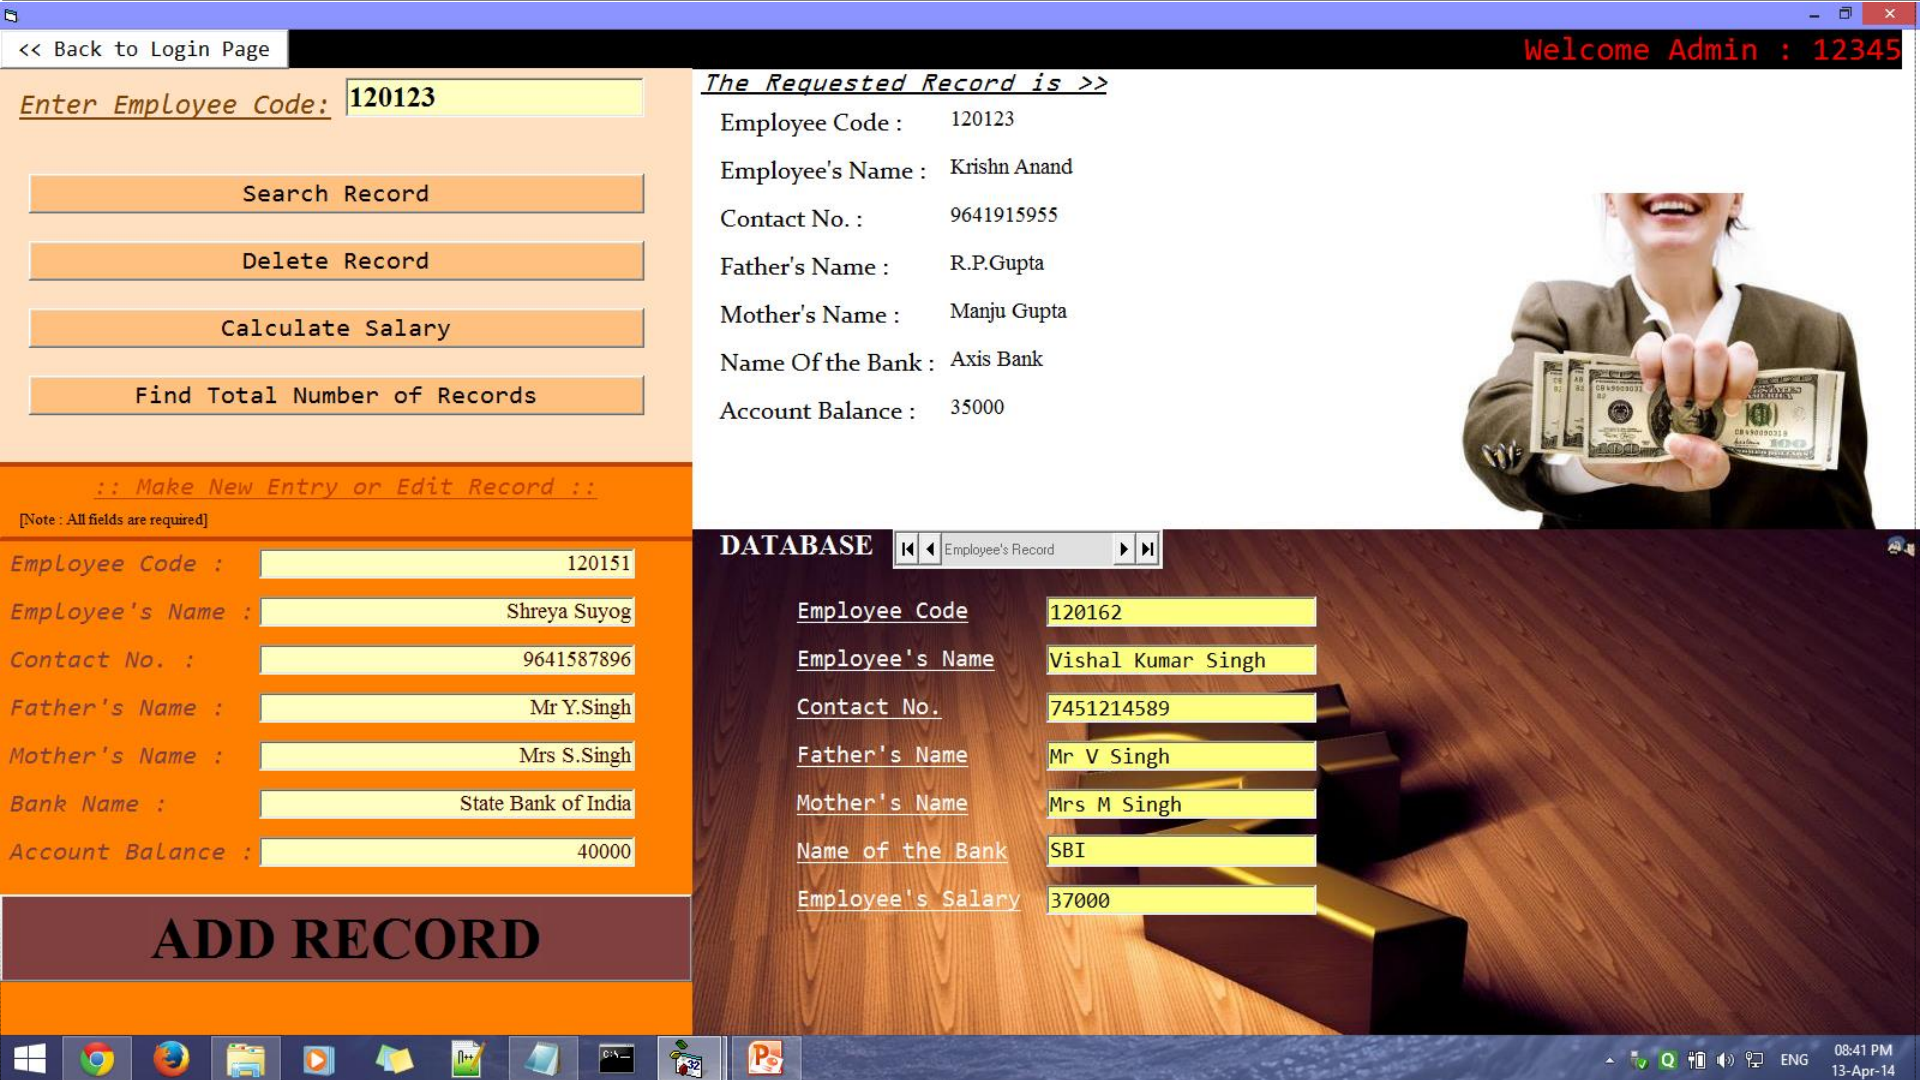 << Back to Login Page
Welcome Admin : 12345
Enter Employee Code: 120123
Search Record
Delete Record
Calculate Salary
Find Total Number of Records
The Requested Record is >>
Employee Code : 120123
Employee's Name : Krishn Anand
Contact No. : 9641915955
Father's Name : R.P.Gupta
Mother's Name : Manju Gupta
Name Of the Bank : Axis Bank
Account Balance : 35000
:: Make New Entry or Edit Record ::
[Note : All fields are required]
Employee Code : 120151
Employee's Name : Shreya Suyog
Contact No. : 9641587896
Father's Name : Mr Y.Singh
Mother's Name : Mrs S.Singh
Bank Name : State Bank of India
Account Balance : 40000
ADD RECORD
DATABASE
Employee's Record
Employee Code 120162
Employee's Name Vishal Kumar Singh
Contact No. 7451214589
Father's Name Mr V Singh
Mother's Name Mrs M Singh
Name of the Bank SBI
Employee's Salary 37000
ENG
08:41 PM
13-Apr-14